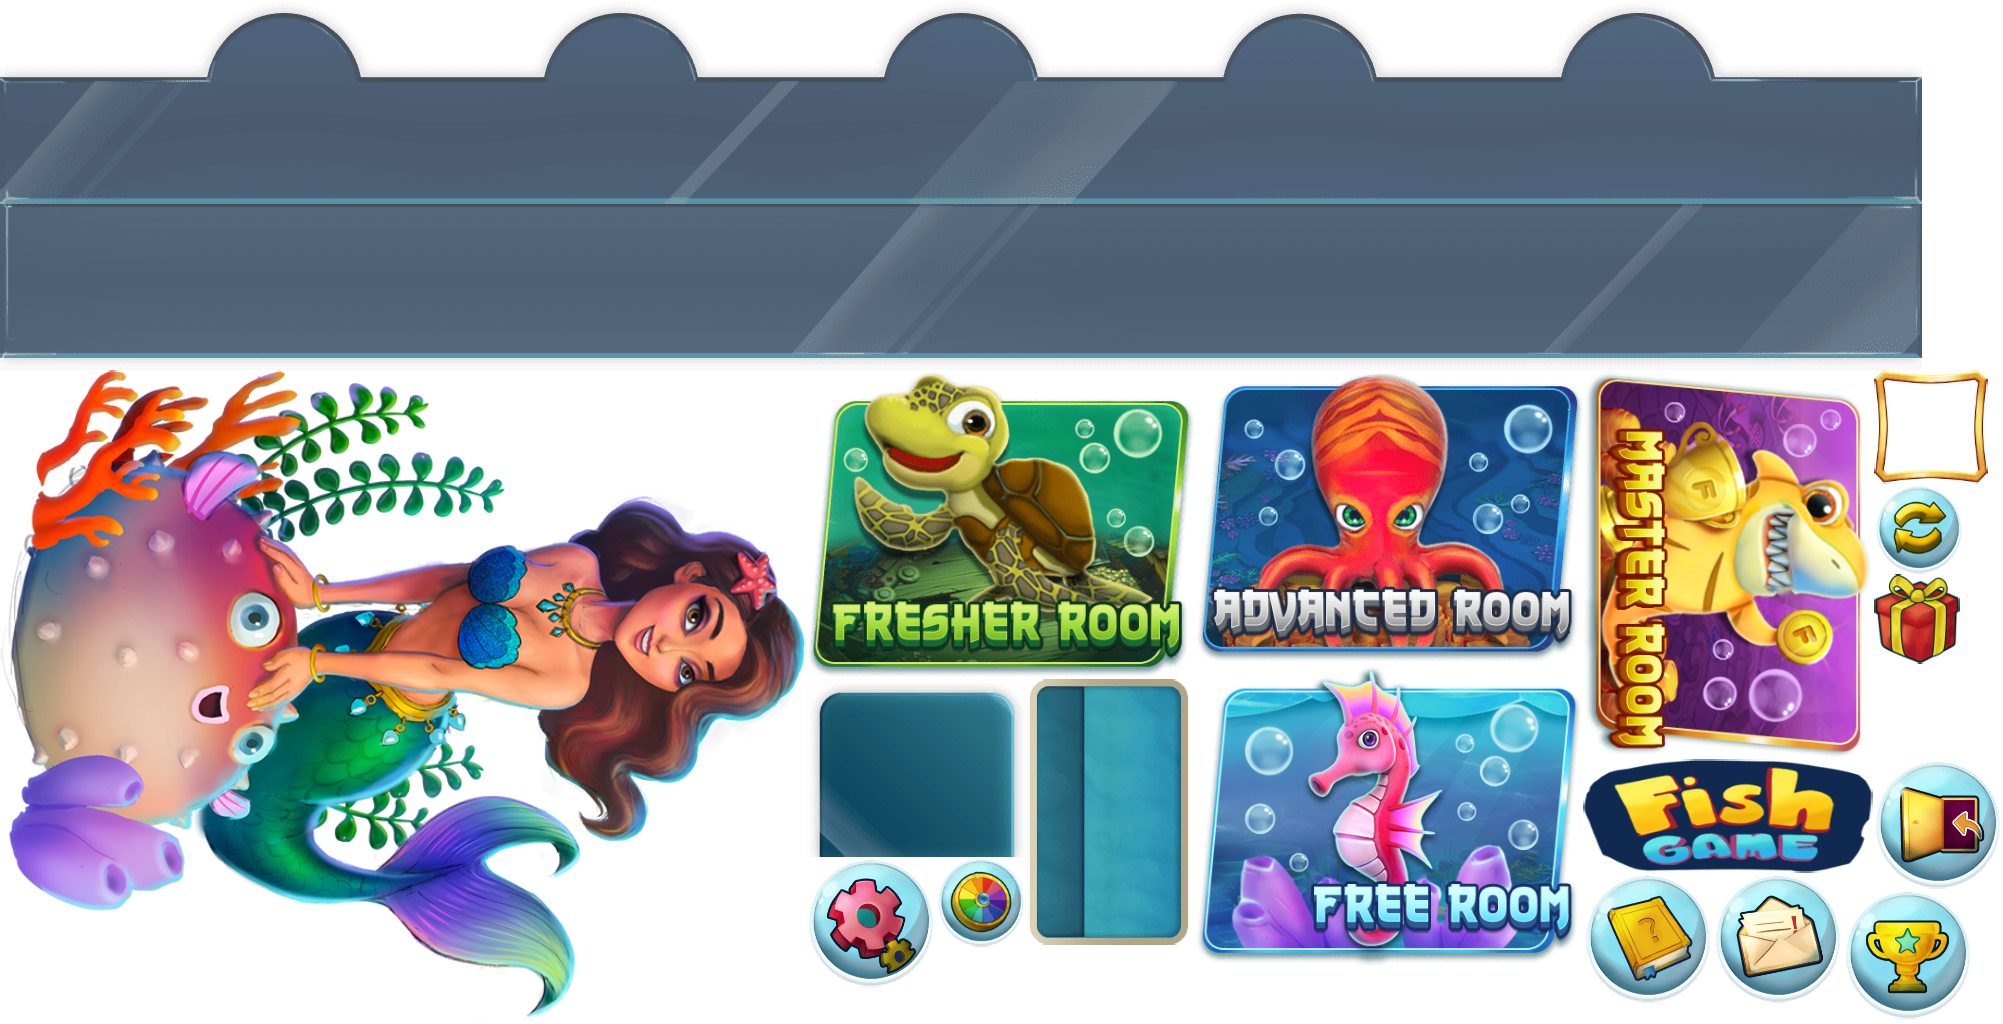 FRESHER ROOM
ADVANCED ROOM
MASTER ROOM
F
F
FREE ROOM
Fish
GAME
?
!